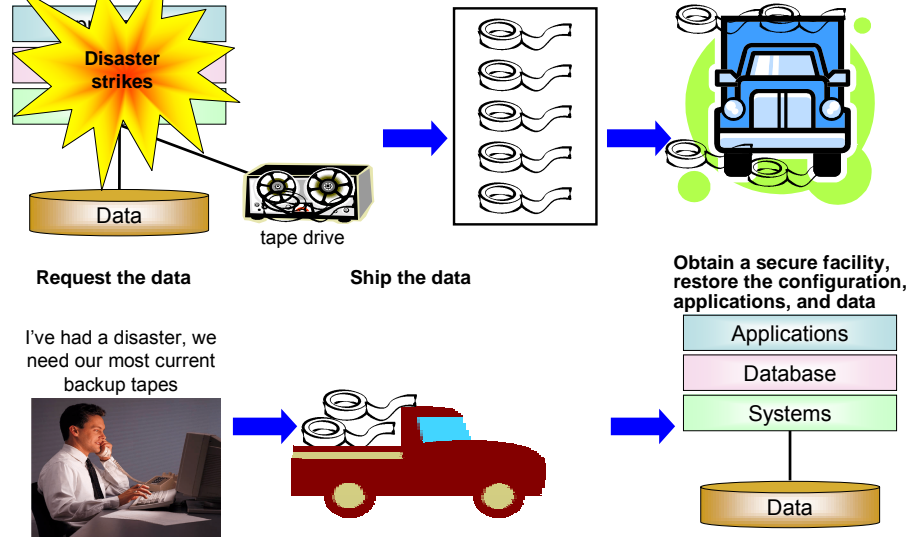 Disaster
strikes
Data
tape drive
Request the data
Ship the data
Obtain a secure facility,
restore the configuration,
applications, and data
I've had a disaster, we
need our most current
backup tapes
Applications
Database
Systems
Data